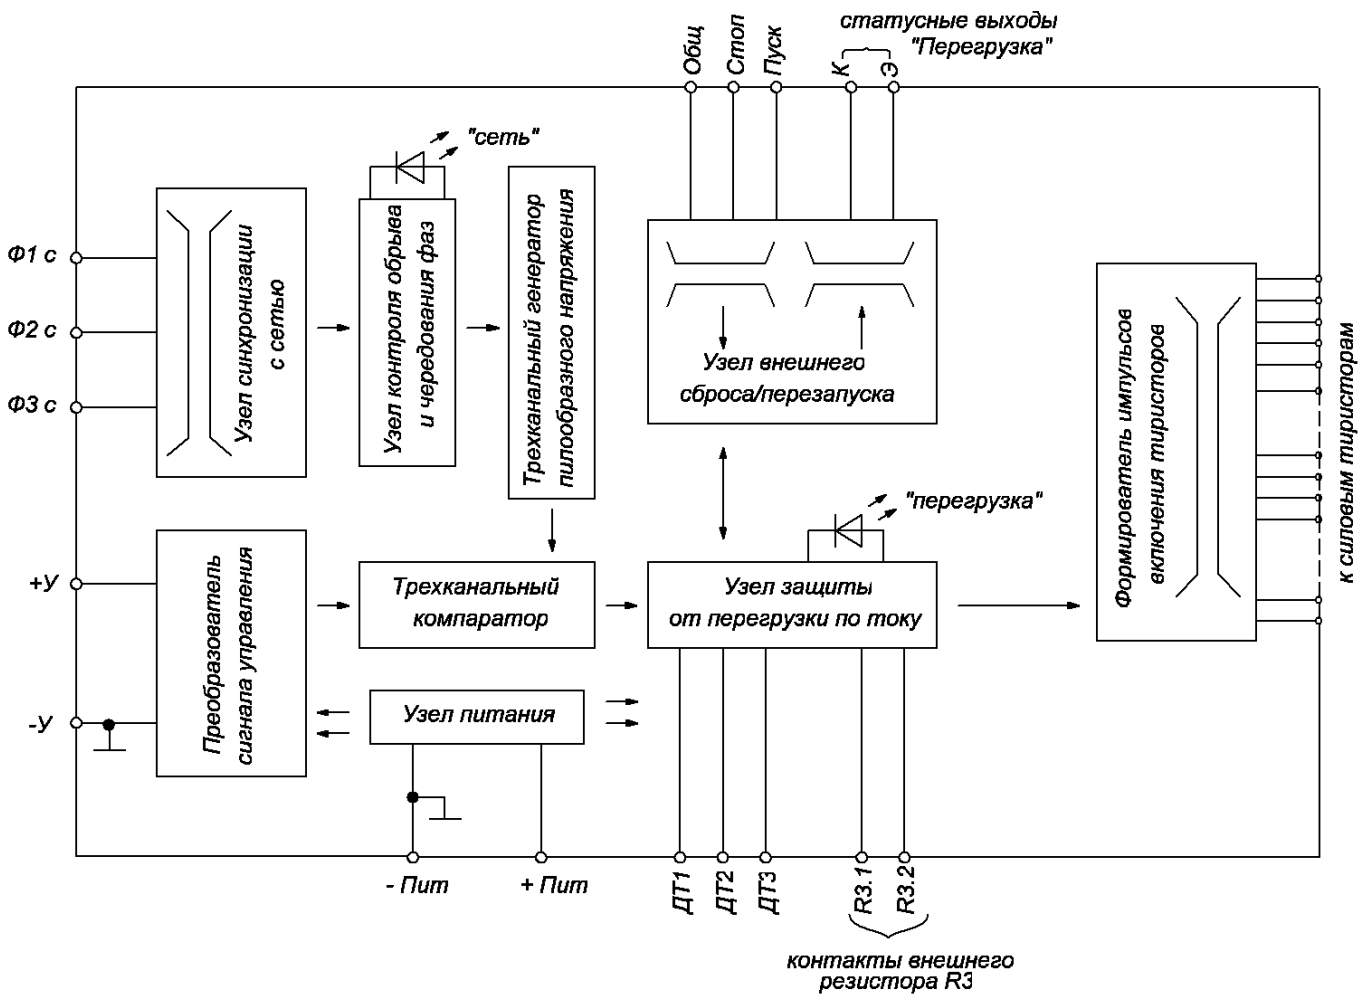 статусные выходы
"Перегрузка"
Общ
Стоп
Пуск
К
Э
"сеть"
Ф1 с
Ф2 с
Ф3 с
Узел синхронизации
с сетью
Узел контроля обрыва
и чередования фаз
Трехканальный генератор
пилообразного напряжения
Узел внешнего
сброса/перезапуска
Формирователь импульсов
включения тиристоров
к силовым тиристорам
"перегрузка"
+У
-У
Преобразователь
сигнала управления
Трехканальный
компаратор
Узел защиты
от перегрузки по току
Узел питания
- Пит
+ Пит
ДТ1
ДТ2
ДТ3
R3.1
R3.2
контакты внешнего
резистора R3